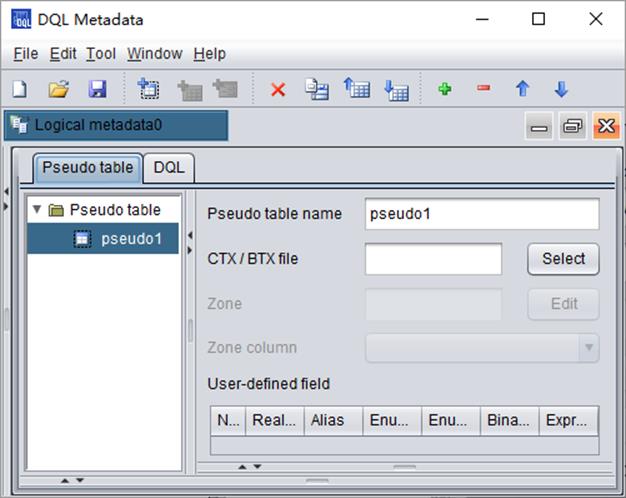 DQL Metadata
File Edit Tool Window Help
Logical metadata0
Pseudo table DQL
Pseudo table
pseudo1
Pseudo table name pseudo1
CTX / BTX file Select
Zone Edit
Zone column
User-defined field
N... Real... Alias Enu... Enu... Bina... Expr...